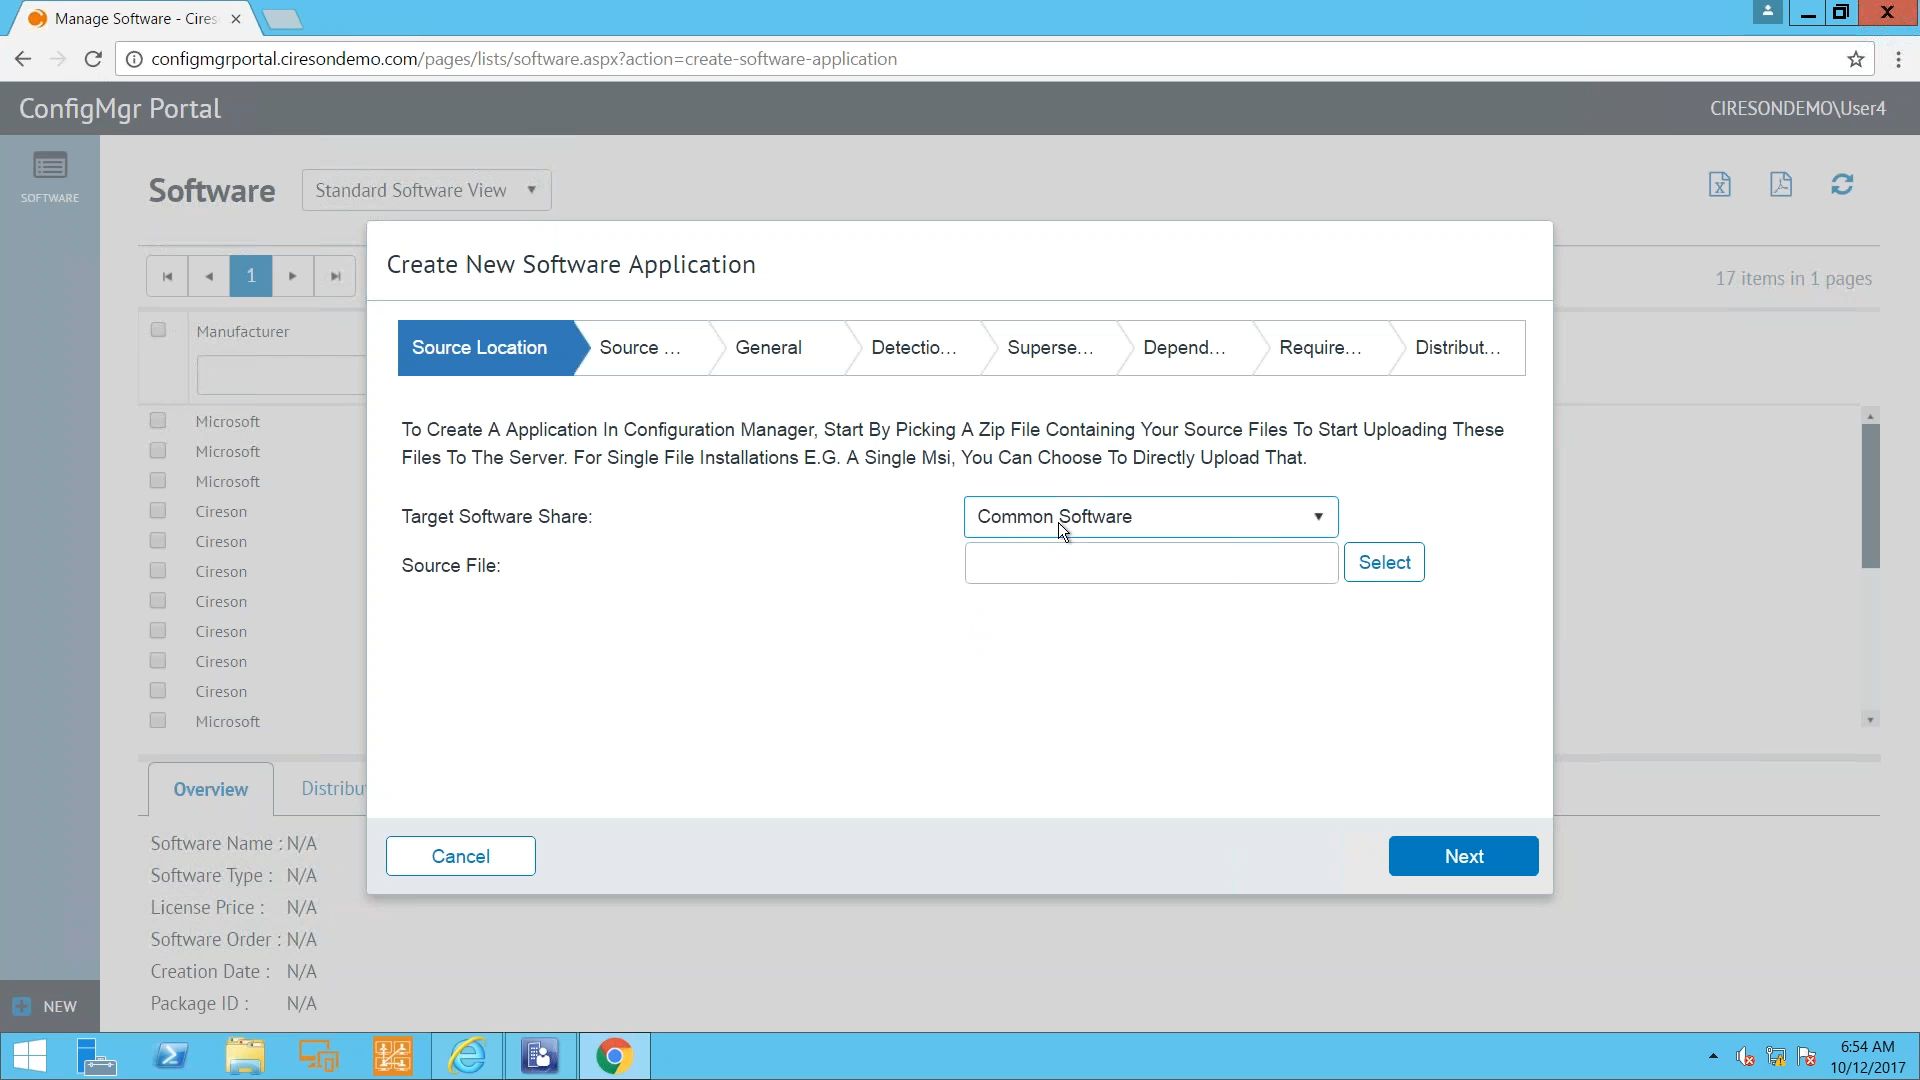 Manage Software - Cires
configmgrportal.ciresondemo.com/pages/lists/software.aspx?action=create-software-application
ConfigMgr Portal
CIRESONDEMO\User4
SOFTWARE
Software
Standard Software View
1
17 items in 1 pages
Manufacturer
Microsoft
Microsoft
Microsoft
Cireson
Cireson
Cireson
Cireson
Cireson
Cireson
Cireson
Microsoft
Create New Software Application
Source Location
Source ...
General
Detectio...
Superse...
Depend...
Require...
Distribut...
To Create A Application In Configuration Manager, Start By Picking A Zip File Containing Your Source Files To Start Uploading These
Files To The Server. For Single File Installations E.G. A Single Msi, You Can Choose To Directly Upload That.
Target Software Share:
Common Software
Source File:
Select
Cancel
Next
Overview
Distribu
Software Name : N/A
Software Type : N/A
License Price : N/A
Software Order : N/A
Creation Date : N/A
Package ID : N/A
NEW
6:54 AM
10/12/2017